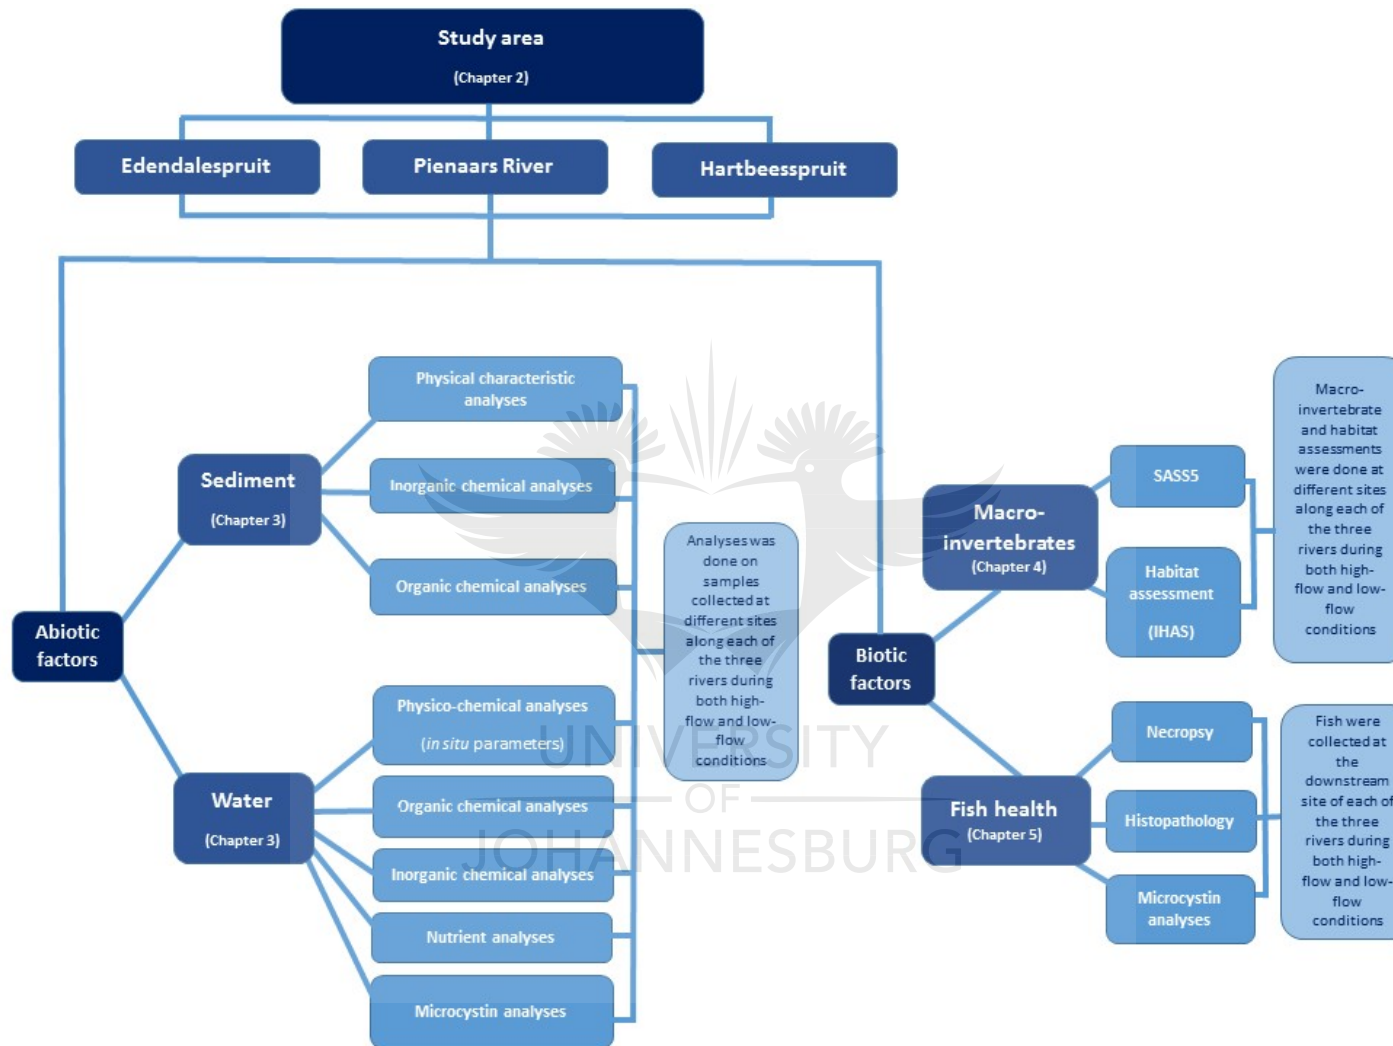 Study area
(Chapter 2)
Edendalespruit
Pienaars River
Hartbeesspruit
Abiotic
factors
Sediment
(Chapter 3)
Physical characteristic
analyses
Inorganic chemical analyses
Organic chemical analyses
Water
(Chapter 3)
Physico-chemical analyses
(in situ parameters)
Organic chemical analyses
Inorganic chemical analyses
Nutrient analyses
Microcystin analyses
Analyses was
done on
samples
collected at
different sites
along each of
the three
rivers during
both high-
flow and low-
flow
conditions
Biotic
factors
Macro-
invertebrates
(Chapter 4)
SASS5
Habitat
assessment
(IHAS)
Macro-
invertebrate
and habitat
assessments
were done at
different sites
along each of
the three
rivers during
both high-
flow and low-
flow
conditions
Fish health
(Chapter 5)
Necropsy
Histopathology
Microcystin
analyses
Fish were
collected at
the
downstream
site of each of
the three
rivers during
both high-
flow and low-
flow
conditions
UNIVERSITY
OF
JOHANNESBURG